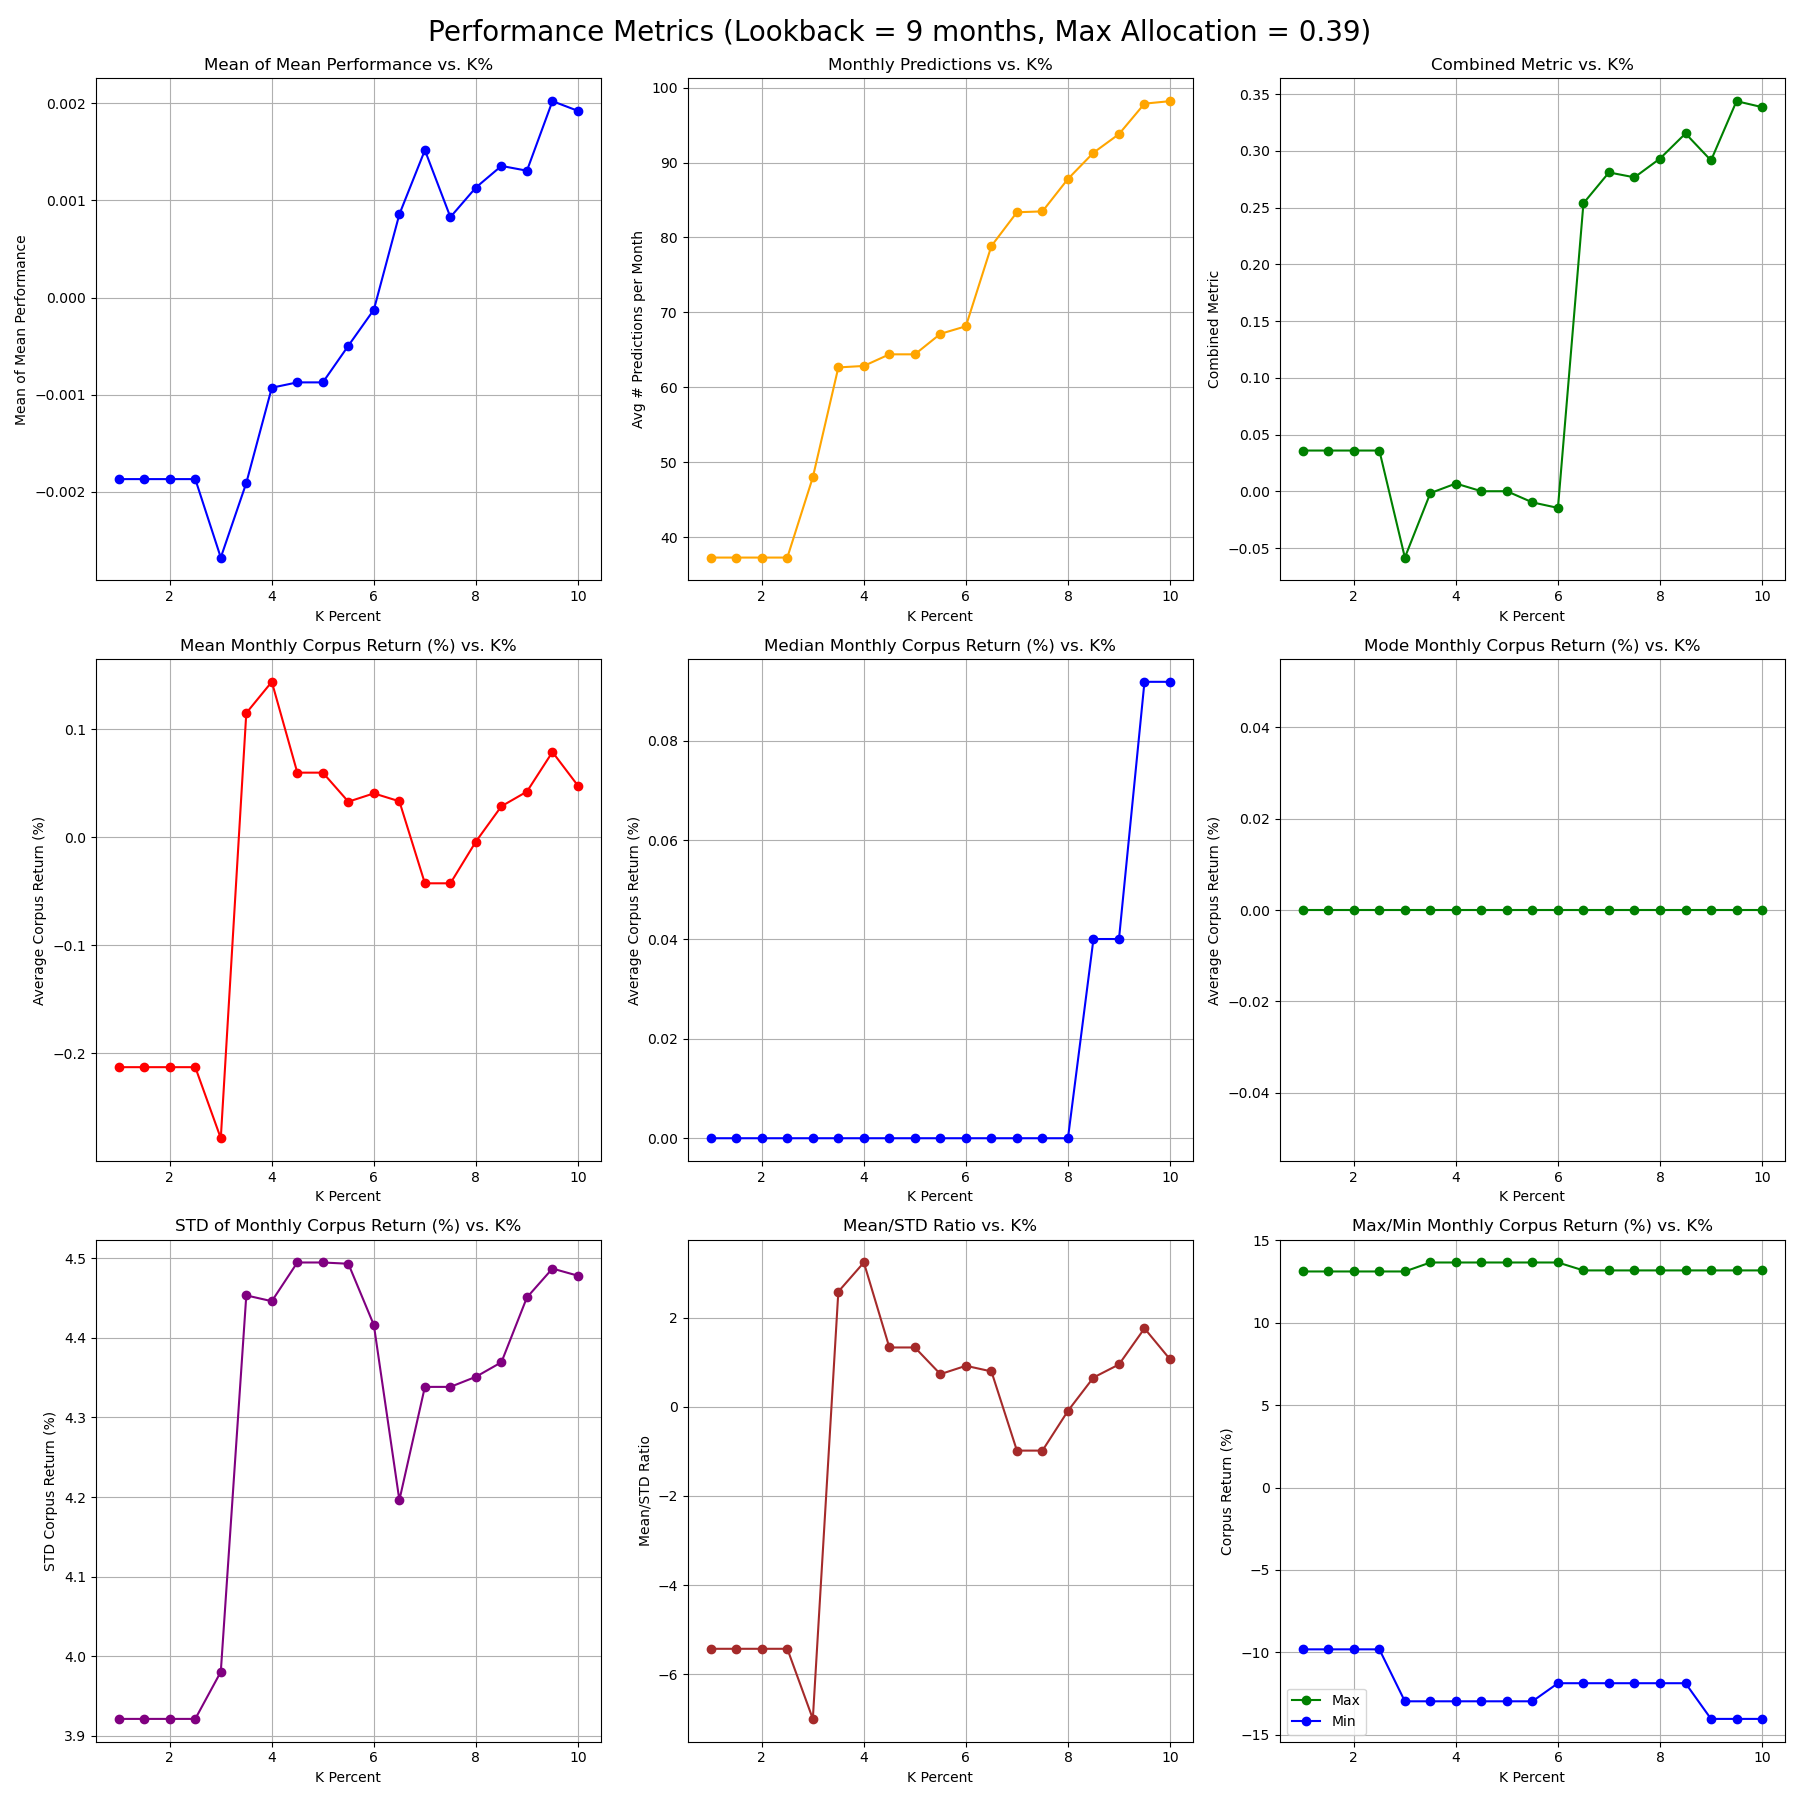 Performance Metrics (Lookback = 9 months, Max Allocation = 0.39)
Mean of Mean Performance vs. K%
Mean of Mean Performance
0.002
0.001
0.000
−0.001
−0.002
2 4 6 8 10
K Percent
Monthly Predictions vs. K%
Avg # Predictions per Month
100
90
80
70
60
50
40
2 4 6 8 10
K Percent
Combined Metric vs. K%
Combined Metric
0.35
0.30
0.25
0.20
0.15
0.10
0.05
0.00
−0.05
2 4 6 8 10
K Percent
Mean Monthly Corpus Return (%) vs. K%
Average Corpus Return (%)
0.1
0.0
−0.1
−0.2
2 4 6 8 10
K Percent
Median Monthly Corpus Return (%) vs. K%
Average Corpus Return (%)
0.08
0.06
0.04
0.02
0.00
2 4 6 8 10
K Percent
Mode Monthly Corpus Return (%) vs. K%
Average Corpus Return (%)
0.04
0.02
0.00
−0.02
−0.04
2 4 6 8 10
K Percent
STD of Monthly Corpus Return (%) vs. K%
STD Corpus Return (%)
4.5
4.4
4.3
4.2
4.1
4.0
3.9
2 4 6 8 10
K Percent
Mean/STD Ratio vs. K%
Mean/STD Ratio
2
0
−2
−4
−6
2 4 6 8 10
K Percent
Max/Min Monthly Corpus Return (%) vs. K%
Corpus Return (%)
15
10
5
0
−5
−10
−15
Max
Min
2 4 6 8 10
K Percent